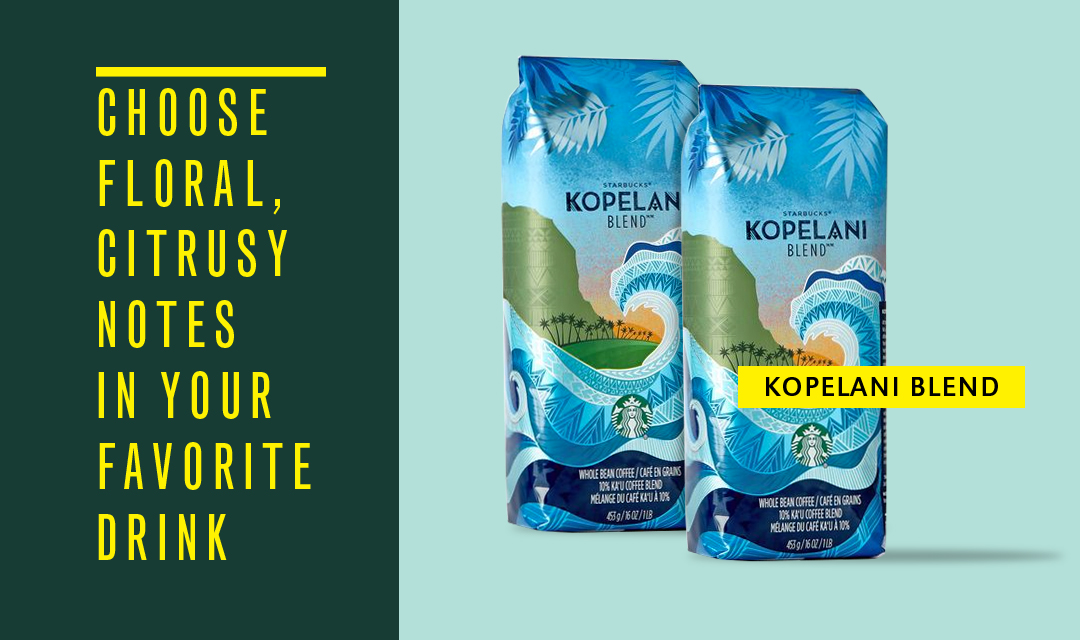 CHOOSE
FLORAL,
CITRUSY
NOTES
IN YOUR
FAVORITE
DRINK
STARBUCKS®
KOPELAN
BLEND™
WHOLE BEAN COFFEE / CAFÉ EN GRAINS
10% KA'U COFFEE BLEND
MÉLANGE DU CAFÉ KA'U À 10%
453 g / 16 OZ / 1 LB
STARBUCKS®
KOPELANI
BLEND™
KOPELANI BLEND
WHOLE BEAN COFFEE / CAFÉ EN GRAINS
10% KA'U COFFEE BLEND
MÉLANGE DU CAFÉ KA'U À 10%
453 g / 16 OZ / 1 LB